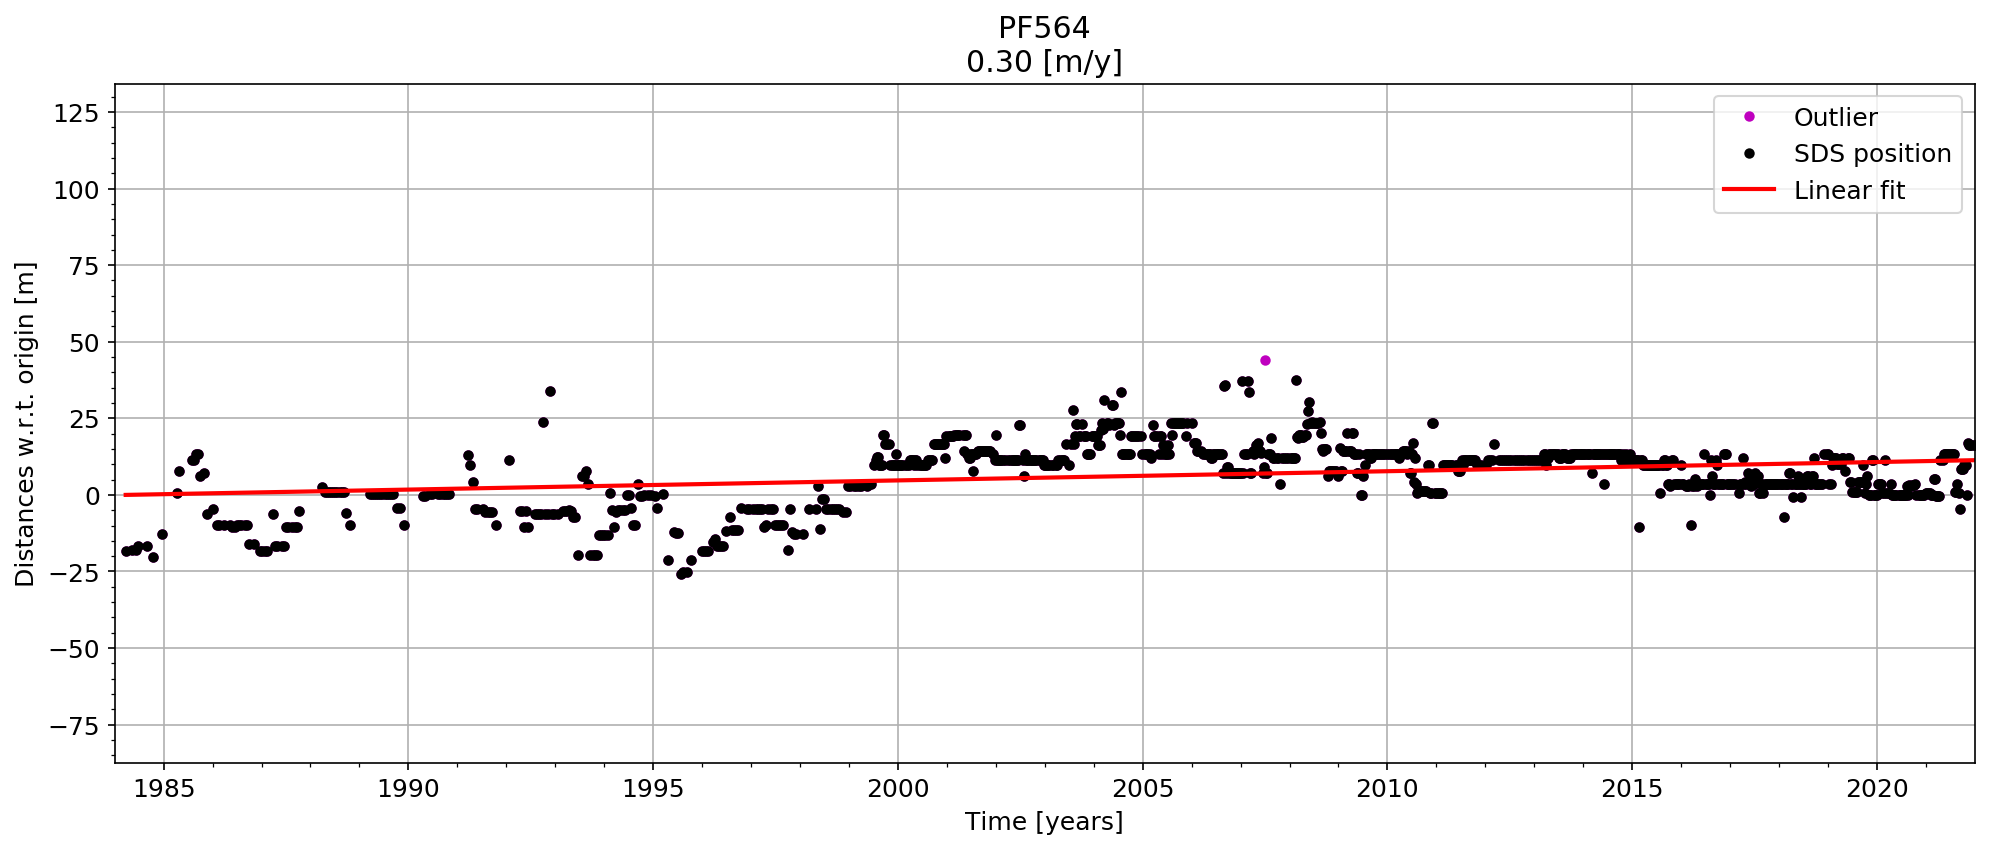 PF564
0.30 [m/y]
Distances w.r.t. origin [m]
125
100
75
50
25
0
−25
−50
−75
Outlier
SDS position
Linear fit
1985 1990 1995 2000 2005 2010 2015 2020
Time [years]